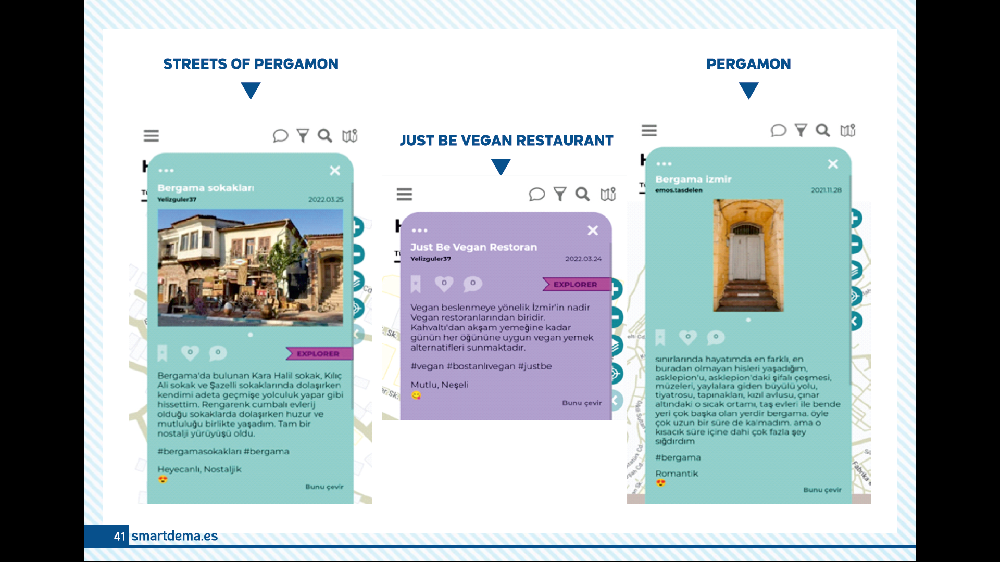 STREETS OF PERGAMON
Bergama sokakları
Yelizguler37
2022.03.25
0
0
EXPLORER
Bergama'da bulunan Kara Halil sokak, Kılıç
Ali sokak ve Şazelli sokaklarında dolaşırken
kendimi adeta geçmişe yolculuk yapar gibi
hissettim. Rengarenk cumbalı evlerij
olduğu sokaklarda dolaşırken huzur ve
mutluluğu birlikte yaşadım. Tam bir
nostalji yürüyüşü oldu.
#bergamasokakları #bergama
Heyecanlı, Nostaljik
Bunu çevir
JUST BE VEGAN RESTAURANT
Just Be Vegan Restoran
Yelizguler37
2022.03.24
0
0
EXPLORER
Vegan beslenmeye yönelik İzmir'in nadir
Vegan restoranlarından biridir.
Kahvaltı'dan akşam yemeğine kadar
günün her öğününe uygun vegan yemek
alternatifleri sunmaktadır.
#vegan #bostanlıvegan #justbe
Mutlu, Neşeli
Bunu çevir
PERGAMON
Bergama izmir
emos.tasdelen
2021.11.28
0
0
sınırlarında hayatımda en farklı, en
buradan olmayan hisleri yaşadığım,
asklepion'u, asklepion'daki şifalı çeşmesi,
müzeleri, yaylalara giden büyülü yolu,
tiyatrosu, tapınakları, kızıl avlusu, çınar
altındaki o sıcak ortamı, taş evleri ile bende
yeri çok başka olan yerdir bergama. öyle
çok uzun bir süre de kalmadım. ama o
kısacık süre içine dahi çok fazla şey
sığdırdım
#bergama
Romantik
Bunu çevir
41 smartdema.es